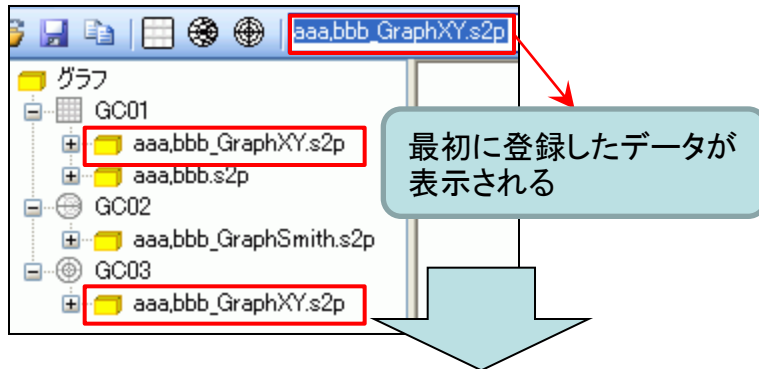 aaa,bbb_GraphXY.s2p
グラフ
GC01
aaa,bbb_GraphXY.s2p
aaa,bbb.s2p
GC02
aaa,bbb_GraphSmith.s2p
GC03
aaa,bbb_GraphXY.s2p
最初に登録したデータが
表示される